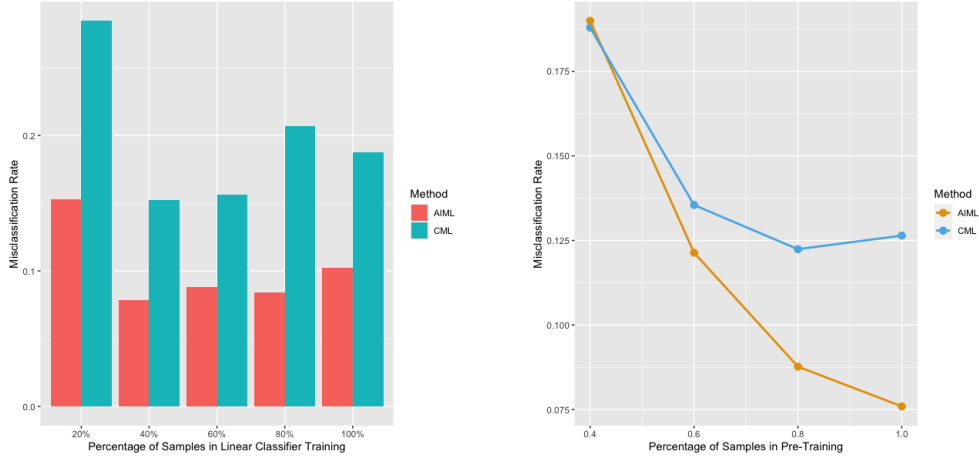 0.2
0.1
0.0
Misclassification Rate
20%
40%
60%
80%
100%
Percentage of Samples in Linear Classifier Training
Method
AIML
CML
0.175
0.150
0.125
0.100
0.075
Misclassification Rate
0.4
0.6
0.8
1.0
Percentage of Samples in Pre-Training
Method
AIML
CML